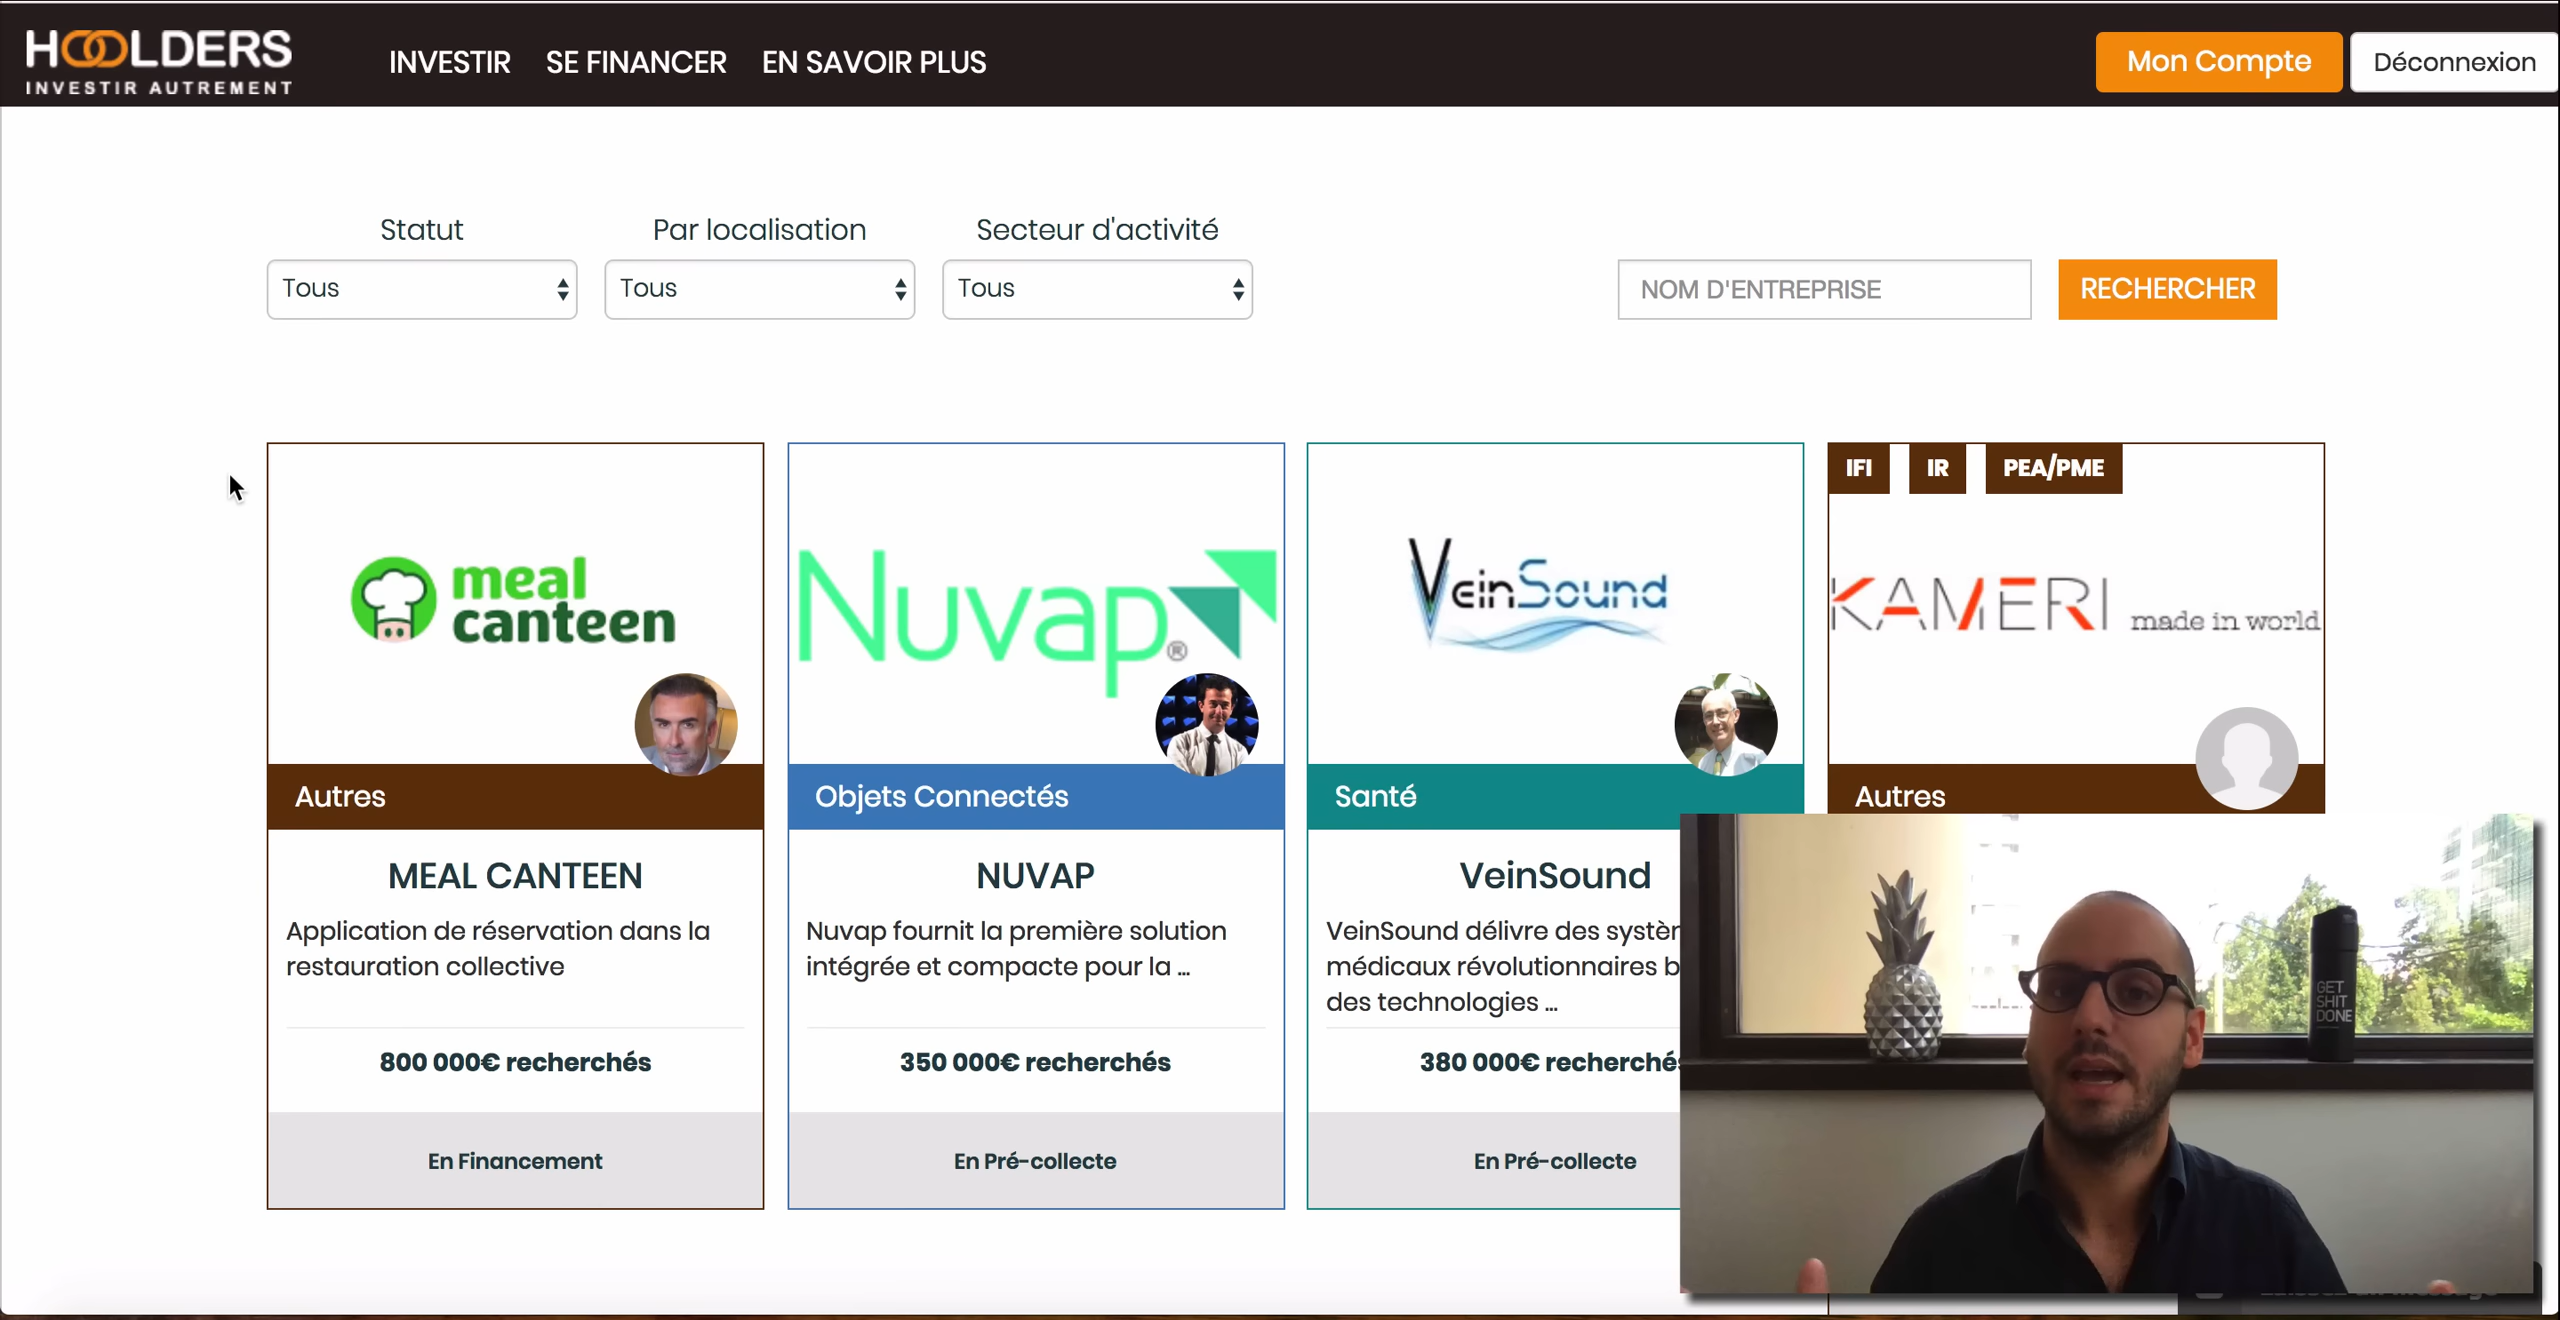 HOOLDERS
INVESTIR AUTREMENT
INVESTIR
SE FINANCER
EN SAVOIR PLUS
Mon Compte
Déconnexion
Statut
Par localisation
Secteur d'activité
Tous
Tous
Tous
NOM D'ENTREPRISE
RECHERCHER
meal
canteen
Autres
MEAL CANTEEN
Application de réservation dans la
restauration collective
800 000€ recherchés
En Financement
Nuvap®
Objets Connectés
NUVAP
Nuvap fournit la première solution
intégrée et compacte pour la ...
350 000€ recherchés
En Pré-collecte
VeinSound
Santé
VeinSound
VeinSound délivre des systèm
médicaux révolutionnaires b
des technologies ...
380 000€ recherchés
En Pré-collecte
IFI
IR
PEA/PME
KAMERI made in world
Autres
GET
SHIT
DONE